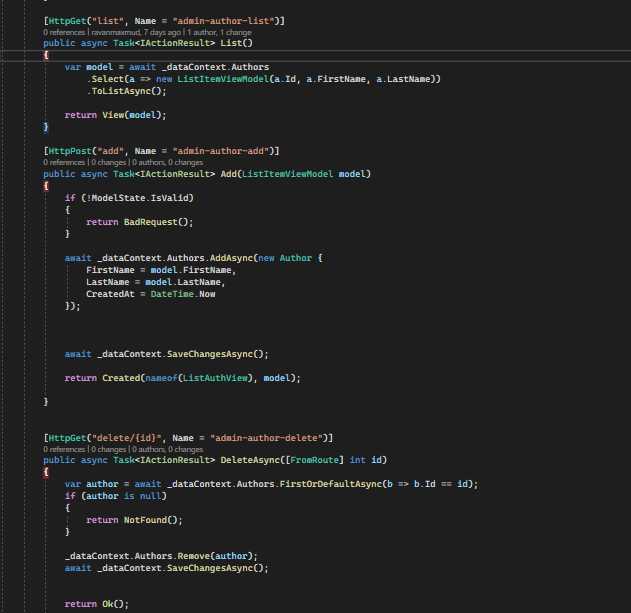 [HttpGet("list", Name = "admin-author-list")]
0 references | ravanmaxmud, 7 days ago | 1 author, 1 change
public async Task<IActionResult> List()
{
var model = await _dataContext.Authors
.Select(a => new ListItemViewModel(a.Id, a.FirstName, a.LastName))
.ToListAsync();
return View(model);
}
[HttpPost("add", Name = "admin-author-add")]
0 references | 0 changes | 0 authors, 0 changes
public async Task<IActionResult> Add(ListItemViewModel model)
{
if (!ModelState.IsValid)
{
return BadRequest();
}
await _dataContext.Authors.AddAsync(new Author {
FirstName = model.FirstName,
LastName = model.LastName,
CreatedAt = DateTime.Now
});
await _dataContext.SaveChangesAsync();
return Created(nameof(ListAuthView), model);
}
[HttpGet("delete/{id}", Name = "admin-author-delete")]
0 references | 0 changes | 0 authors, 0 changes
public async Task<IActionResult> DeleteAsync([FromRoute] int id)
{
var author = await _dataContext.Authors.FirstOrDefaultAsync(b => b.Id == id);
if (author is null)
{
return NotFound();
}
_dataContext.Authors.Remove(author);
await _dataContext.SaveChangesAsync();
return Ok();